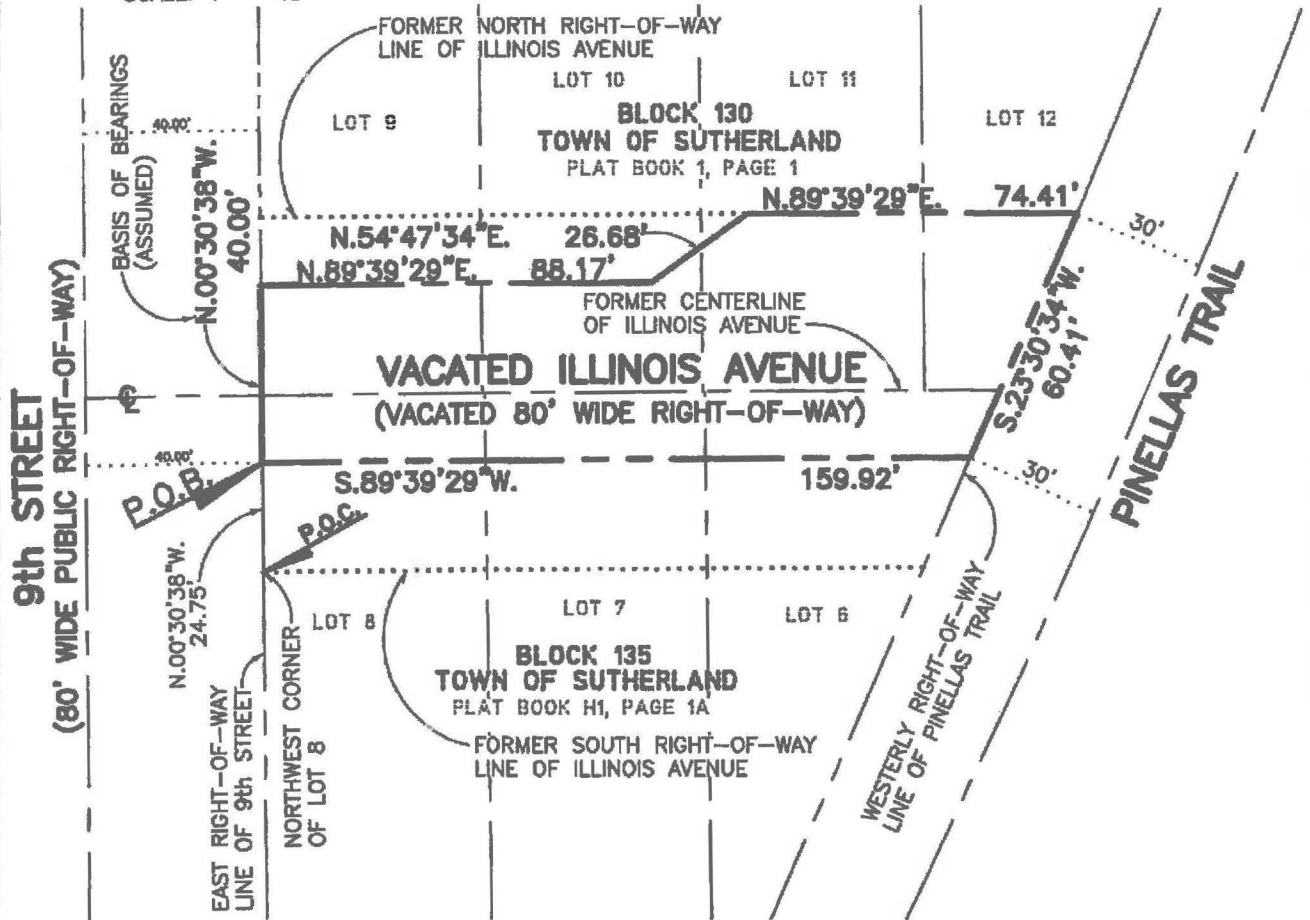 FORMER NORTH RIGHT-OF-WAY
LINE OF ILLINOIS AVENUE
LOT 9
LOT 10
LOT 11
LOT 12
BLOCK 130
TOWN OF SUTHERLAND
PLAT BOOK 1, PAGE 1
BASIS OF BEARINGS
(ASSUMED)
40.00'
N.00°30'38"W.
40.00'
N.89°39'29"E. 74.41'
N.54°47'34"E. 26.68'
N.89°39'29"E. 88.17'
30'
FORMER CENTERLINE
OF ILLINOIS AVENUE
S.23°30'34"W.
60.41'
PINELLAS TRAIL
VACATED ILLINOIS AVENUE
(VACATED 80' WIDE RIGHT-OF-WAY)
9th STREET
(80' WIDE PUBLIC RIGHT-OF-WAY)
40.00'
P.O.B.
S.89°39'29"W. 159.92'
30'
P.O.C.
N.00°30'38"W.
24.75'
LOT 8
LOT 7
LOT 6
BLOCK 135
TOWN OF SUTHERLAND
PLAT BOOK H1, PAGE 1A
FORMER SOUTH RIGHT-OF-WAY
LINE OF ILLINOIS AVENUE
EAST RIGHT-OF-WAY
LINE OF 9th STREET
NORTHWEST CORNER
OF LOT 8
WESTERLY RIGHT-OF-WAY
LINE OF PINELLAS TRAIL